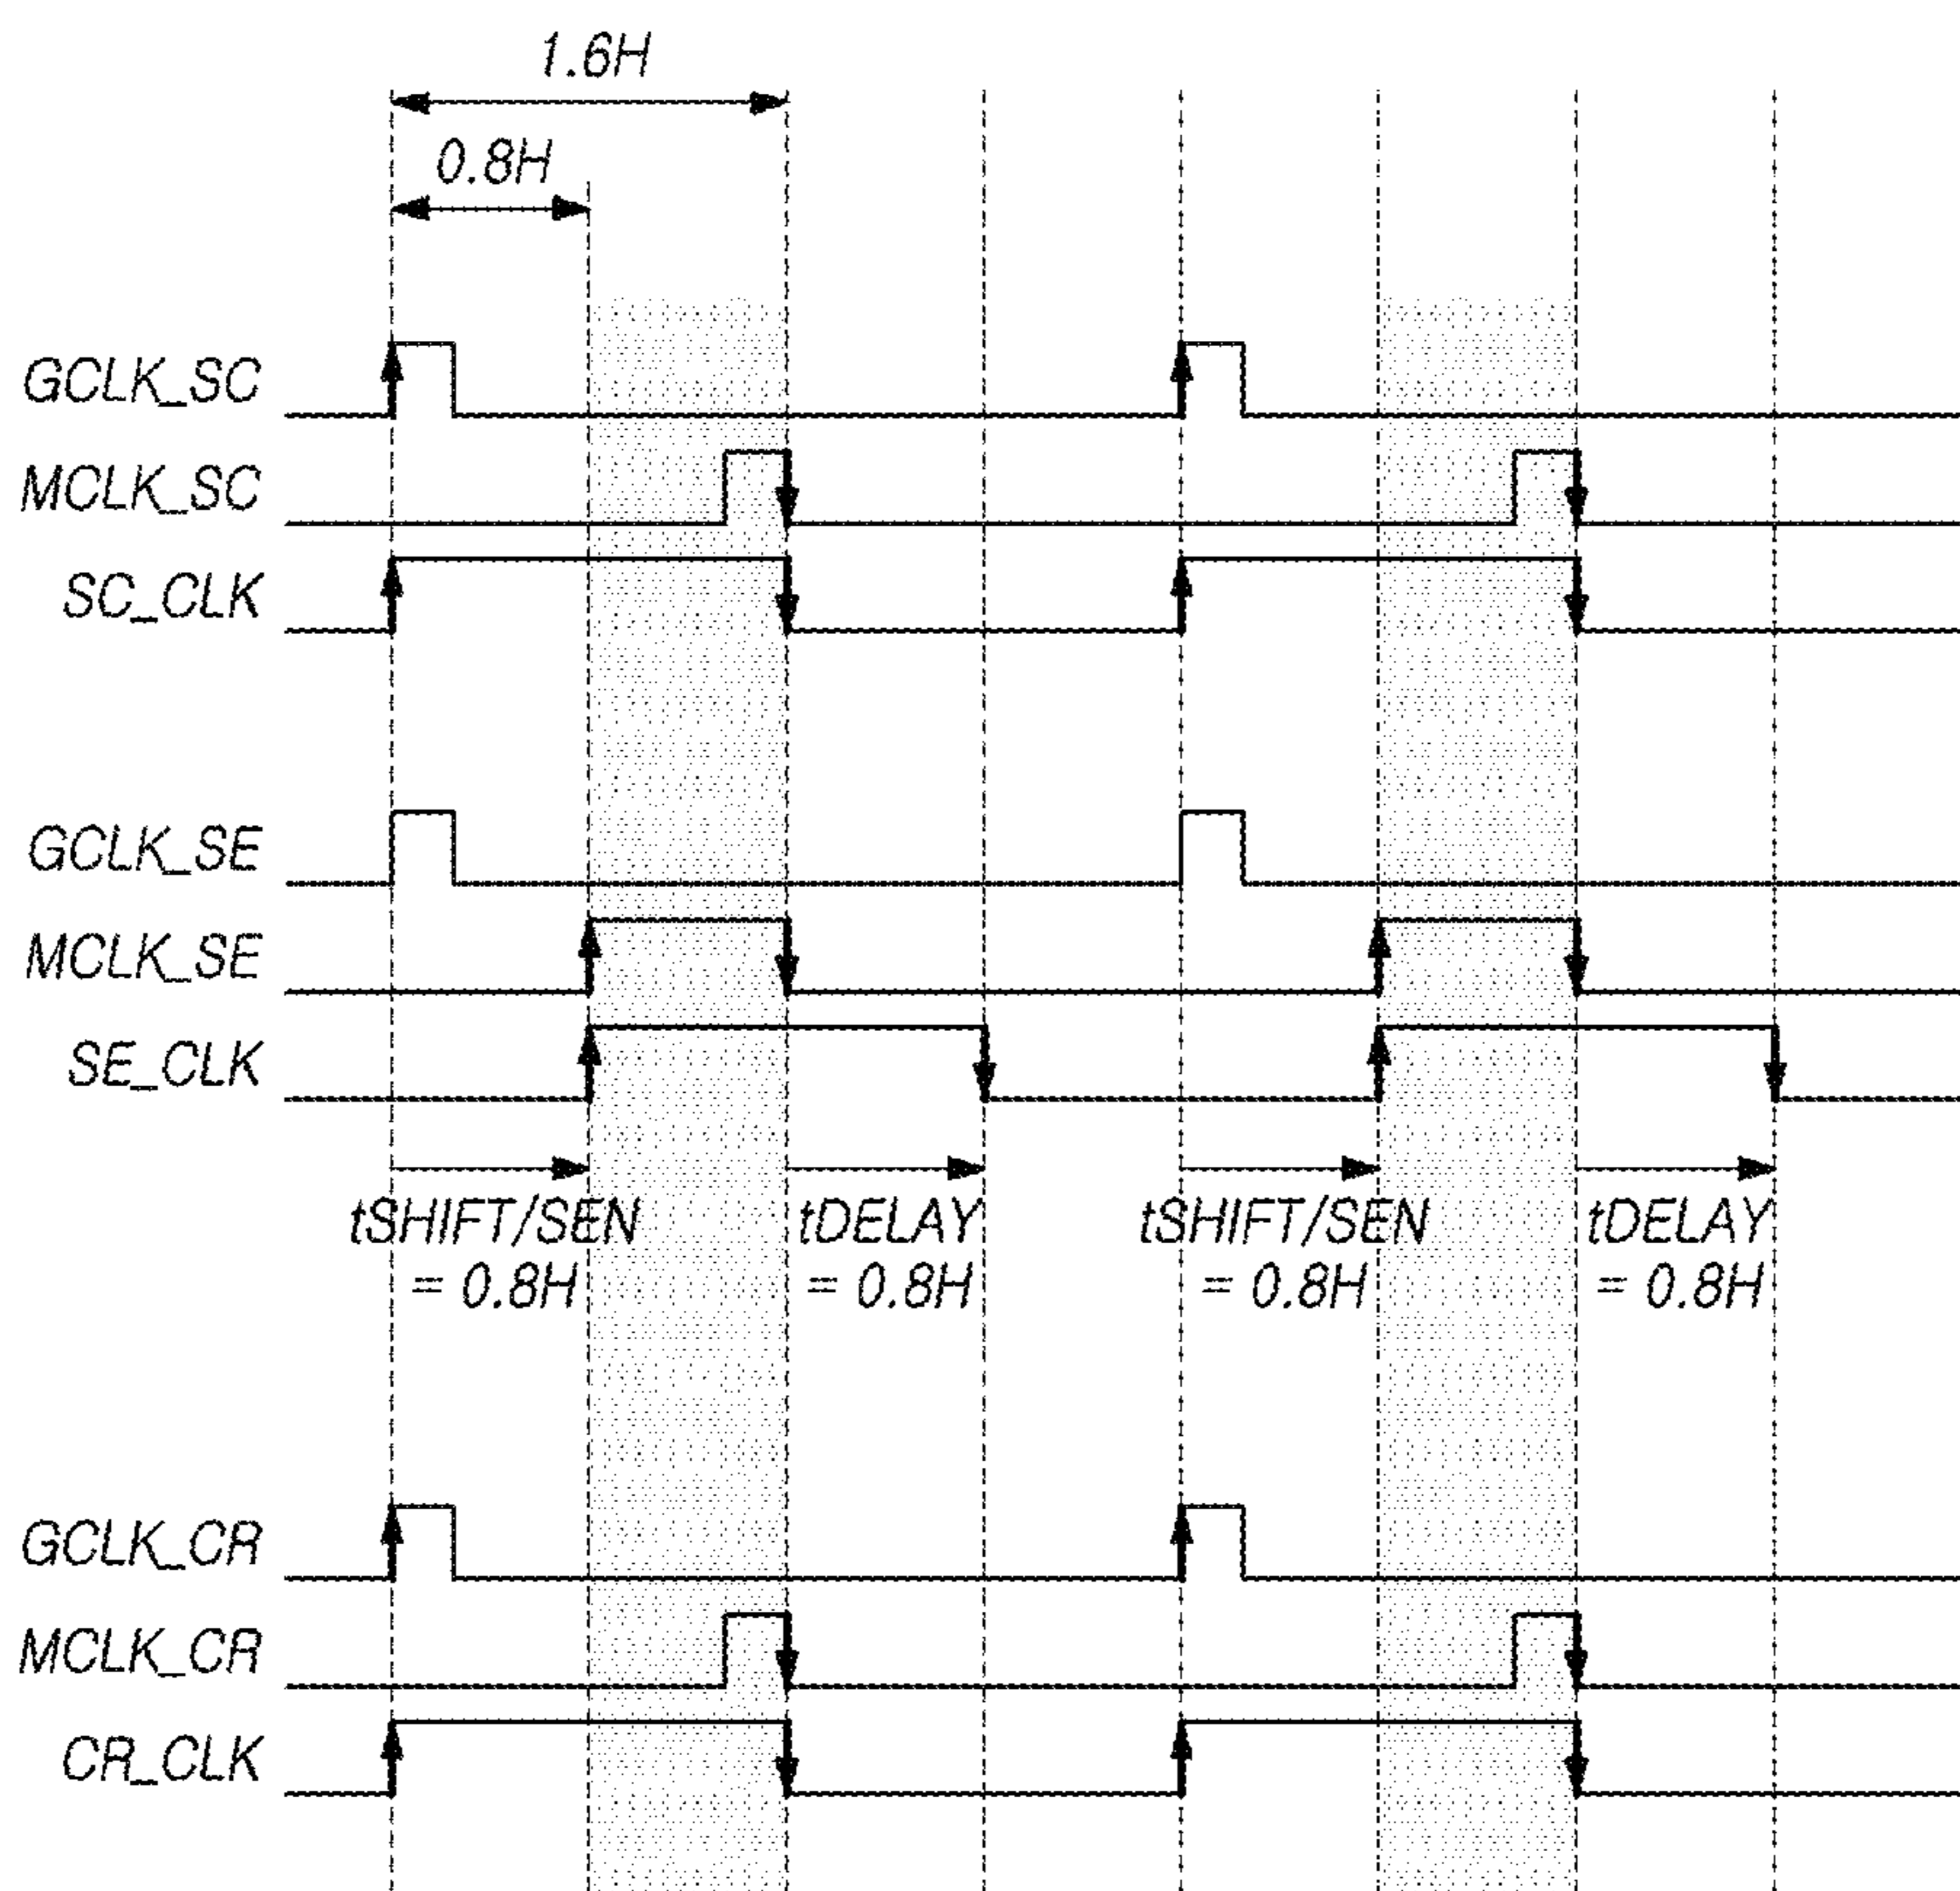 1.6H
0.8H
GCLK_SC
MCLK_SC
SC_CLK
GCLK_SE
MCLK_SE
SE_CLK
tSHIFT/SEN
= 0.8H
tDELAY
= 0.8H
tSHIFT/SEN
= 0.8H
tDELAY
= 0.8H
GCLK_CR
MCLK_CR
CR_CLK